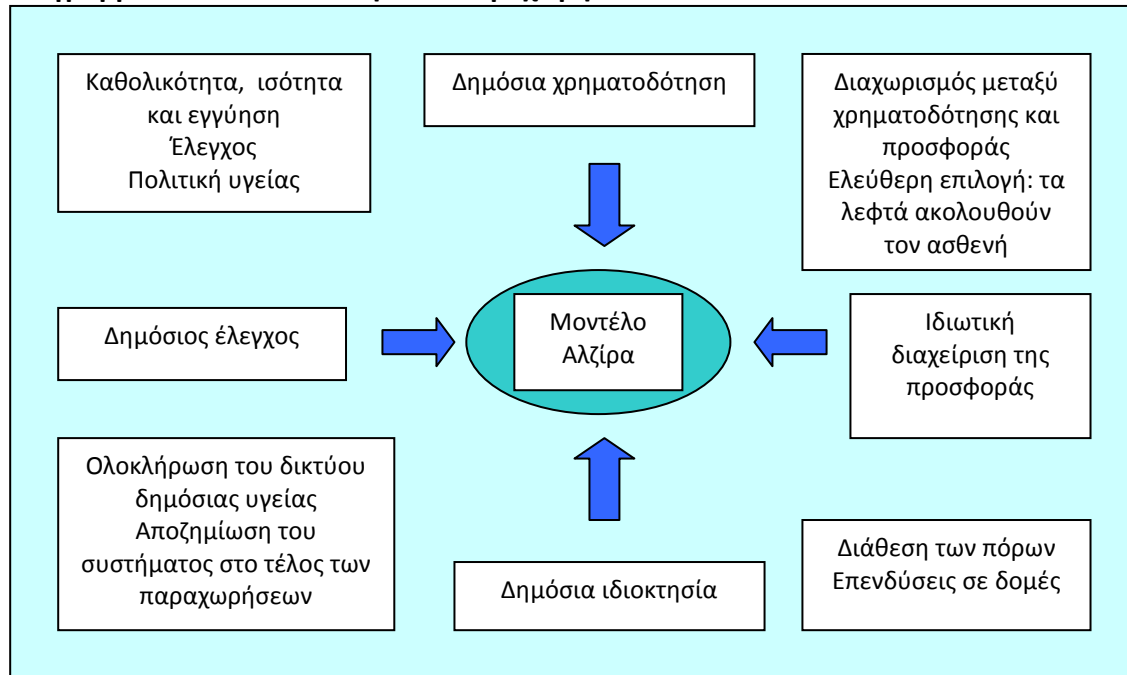 Καθολικότητα, ισότητα
και εγγύηση
Έλεγχος
Πολιτική υγείας
Δημόσια χρηματοδότηση
Διαχωρισμός μεταξύ
χρηματοδότησης και
προσφοράς
Ελεύθερη επιλογή: τα
λεφτά ακολουθούν
τον ασθενή
Δημόσιος έλεγχος
Μοντέλο
Αλζίρα
Ιδιωτική
διαχείριση της
προσφοράς
Ολοκλήρωση του δικτύου
δημόσιας υγείας
Αποζημίωση του
συστήματος στο τέλος των
παραχωρήσεων
Δημόσια ιδιοκτησία
Διάθεση των πόρων
Επενδύσεις σε δομές